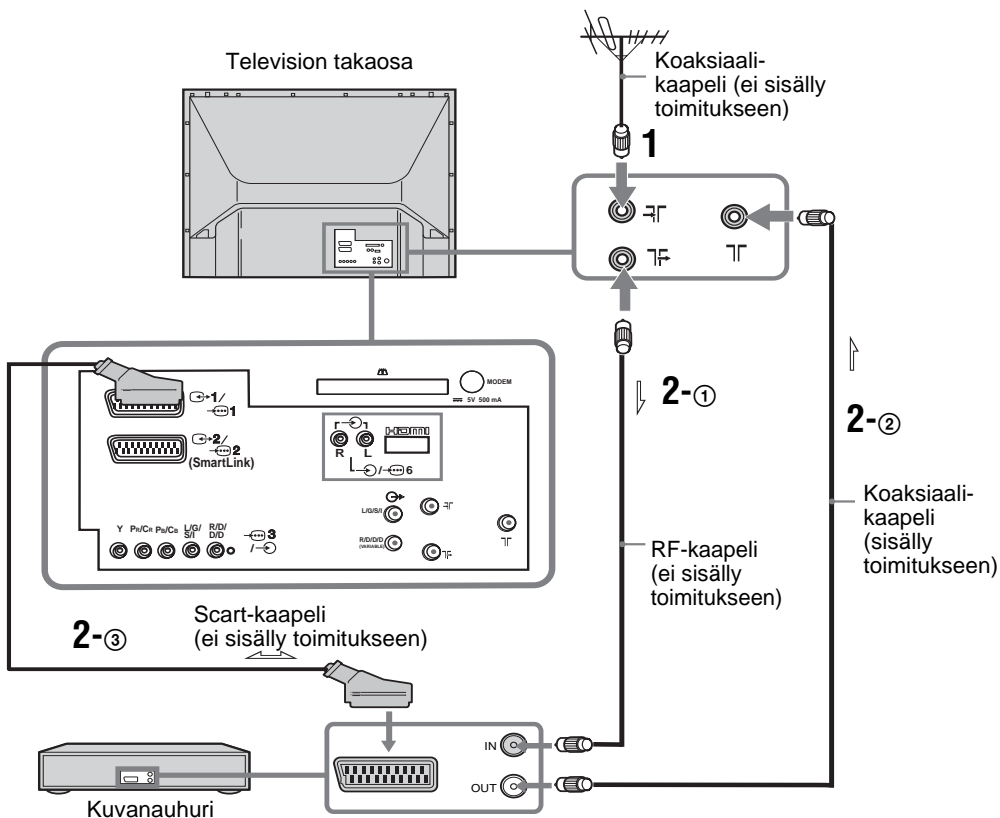 Television takaosa
Koaksiaali-
kaapeli (ei sisälly
toimitukseen)
1
MODEM
5V 500 mA
1/
1
2/
2
(SmartLink)
R L
HDMI
/ 6
L/G/S/I
R/D/D/D
(VARIABLE)
Y PR/CR PB/CB L/G/
S/I R/D/
D/D
3
/
2-①
2-②
Koaksiaali-
kaapeli
(sisälly
toimitukseen)
RF-kaapeli
(ei sisälly
toimitukseen)
2-③
Scart-kaapeli
(ei sisälly toimitukseen)
IN
OUT
Kuvanauhuri